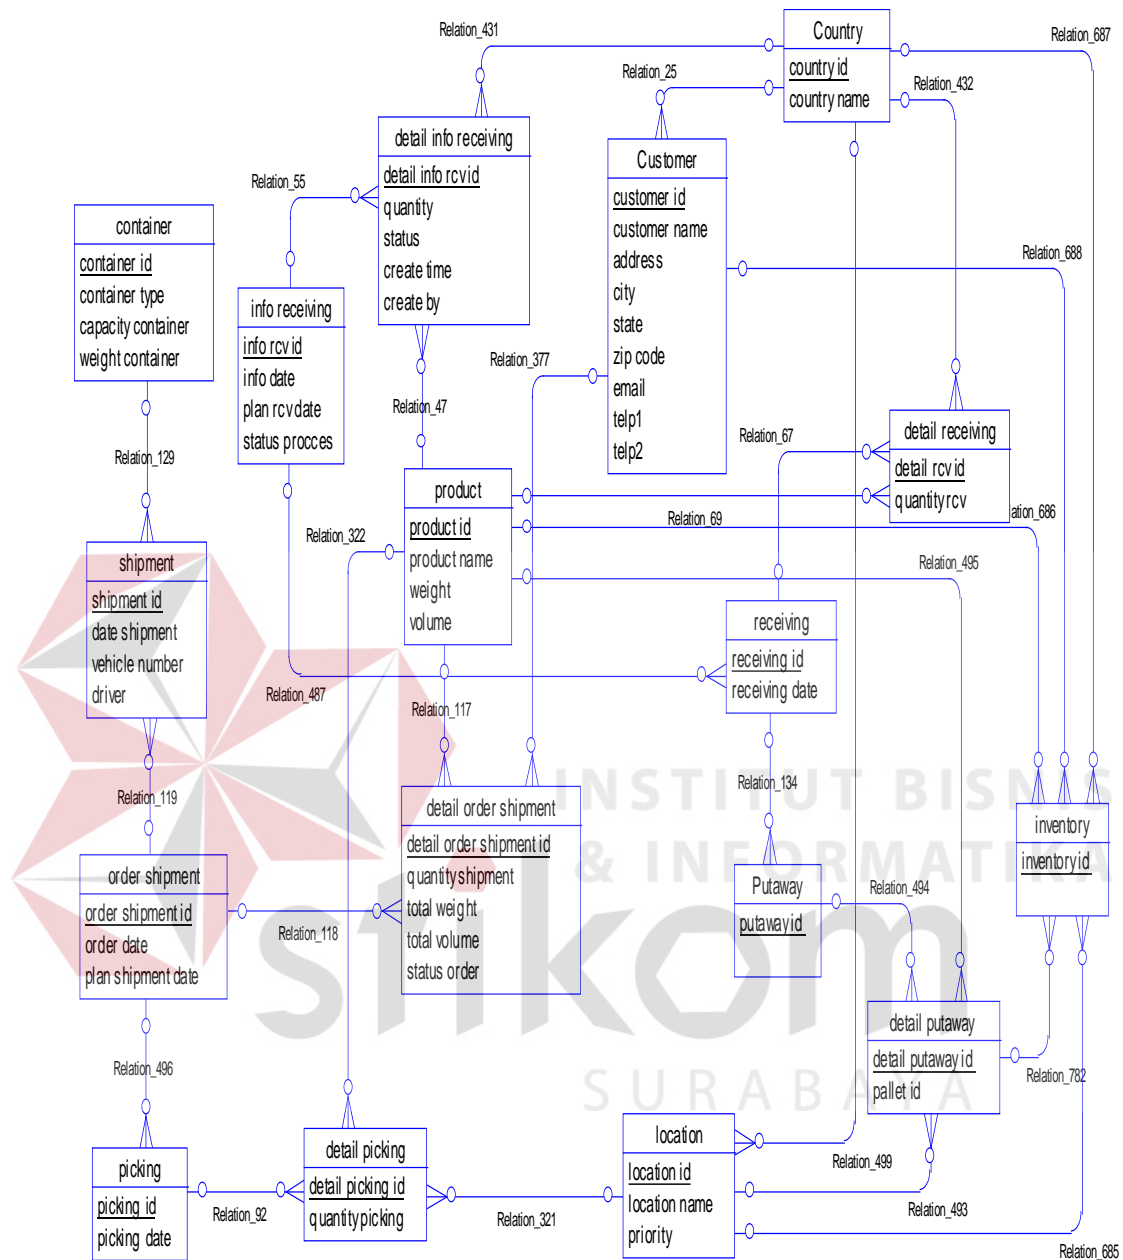 Relation_431
Country
country id
country name
Relation_687
Relation_25
Relation_432
detail info receiving
detail info rcv id
quantity
status
create time
create by
Customer
customer id
customer name
address
city
state
zip code
email
telp1
telp2
Relation_55
container
container id
container type
capacity container
weight container
Relation_688
info receiving
info rcv id
info date
plan rcv date
status procces
Relation_377
Relation_47
Relation_67
detail receiving
detail rcv id
quantity rcv
Relation_129
product
product id
product name
weight
volume
Relation_322
Relation_69
ation_686
Relation_495
shipment
shipment id
date shipment
vehicle number
driver
receiving
receiving id
receiving date
Relation_487
Relation_117
Relation_134
Relation_119
INSTITUT BISNIS
& INFORMATIKA
stikom
SURABAYA
detail order shipment
detail order shipment id
quantity shipment
total weight
total volume
status order
inventory
inventory id
order shipment
order shipment id
order date
plan shipment date
Relation_118
Putaway
putaway id
Relation_494
detail putaway
detail putaway id
pallet id
Relation_782
Relation_496
picking
picking id
picking date
Relation_92
detail picking
detail picking id
quantity picking
Relation_321
location
location id
location name
priority
Relation_499
Relation_493
Relation_685